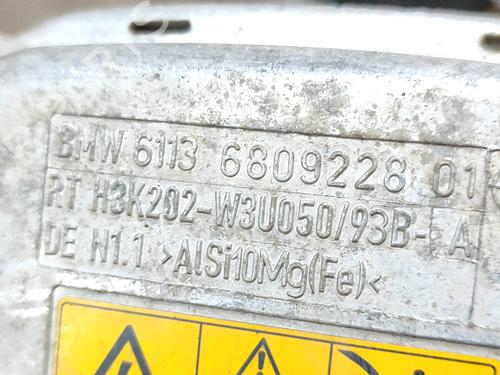 BMW 6113 6809228 01
RT H3K202-W3U050/93B- A
DE N1.1 >AlSi10Mg(Fe)<